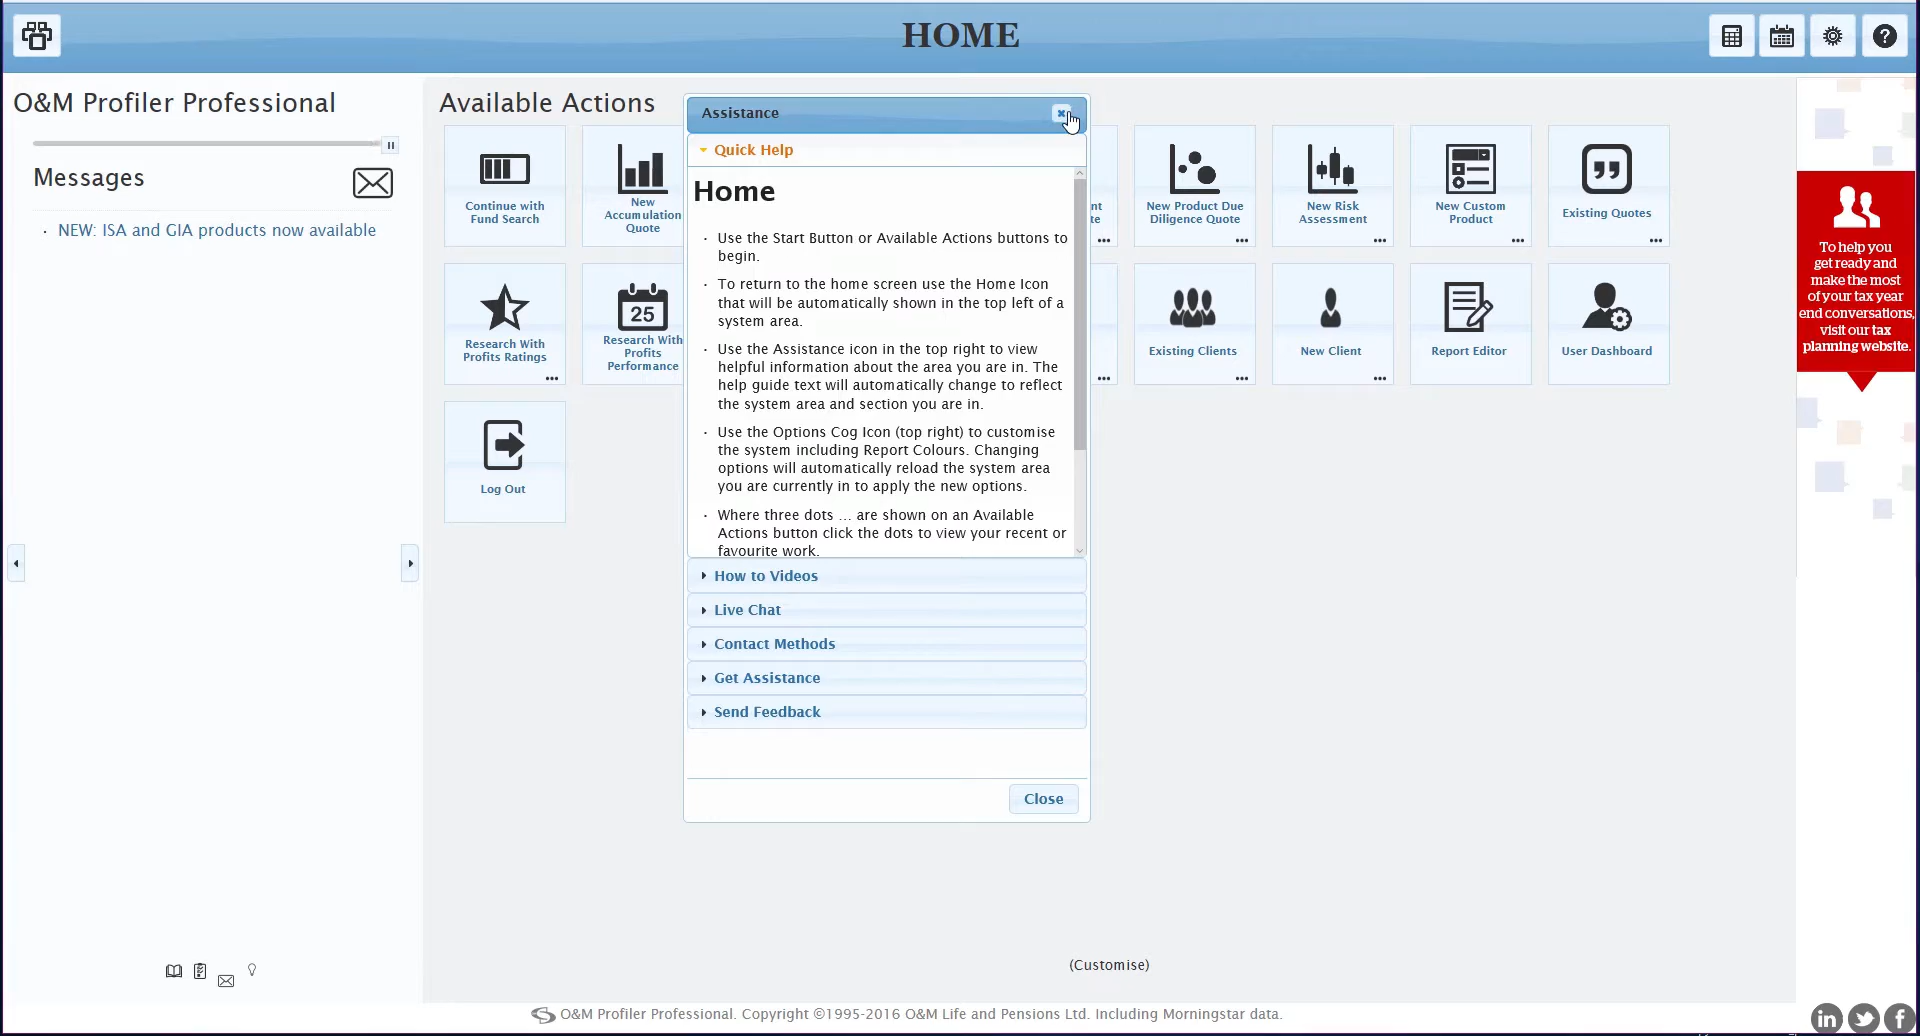 HOME
O&M Profiler Professional
Messages
· NEW: ISA and GIA products now available
Available Actions
Continue with
Fund Search
New
Accumulation
Quote
New Product Due
Diligence Quote
New Risk
Assessment
New Custom
Product
Existing Quotes
Research With
Profits Ratings
25
Research With
Profits
Performance
Existing Clients
New Client
Report Editor
User Dashboard
Log Out
Assistance
Quick Help
Home
· Use the Start Button or Available Actions buttons to
begin.
· To return to the home screen use the Home Icon
that will be automatically shown in the top left of a
system area.
· Use the Assistance icon in the top right to view
helpful information about the area you are in. The
help guide text will automatically change to reflect
the system area and section you are in.
· Use the Options Cog Icon (top right) to customise
the system including Report Colours. Changing
options will automatically reload the system area
you are currently in to apply the new options.
· Where three dots ... are shown on an Available
Actions button click the dots to view your recent or
favourite work.
How to Videos
Live Chat
Contact Methods
Get Assistance
Send Feedback
Close
To help you
get ready and
make the most
of your tax year
end conversations,
visit our tax
planning website.
(Customise)
O&M Profiler Professional. Copyright ©1995-2016 O&M Life and Pensions Ltd. Including Morningstar data.